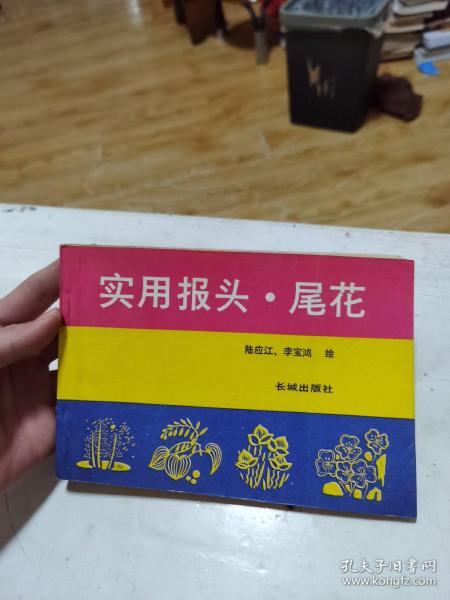 实用报头·尾花
陆应江、李宝鸿 绘
长城出版社
孔夫子旧书网
www.kongfz.com